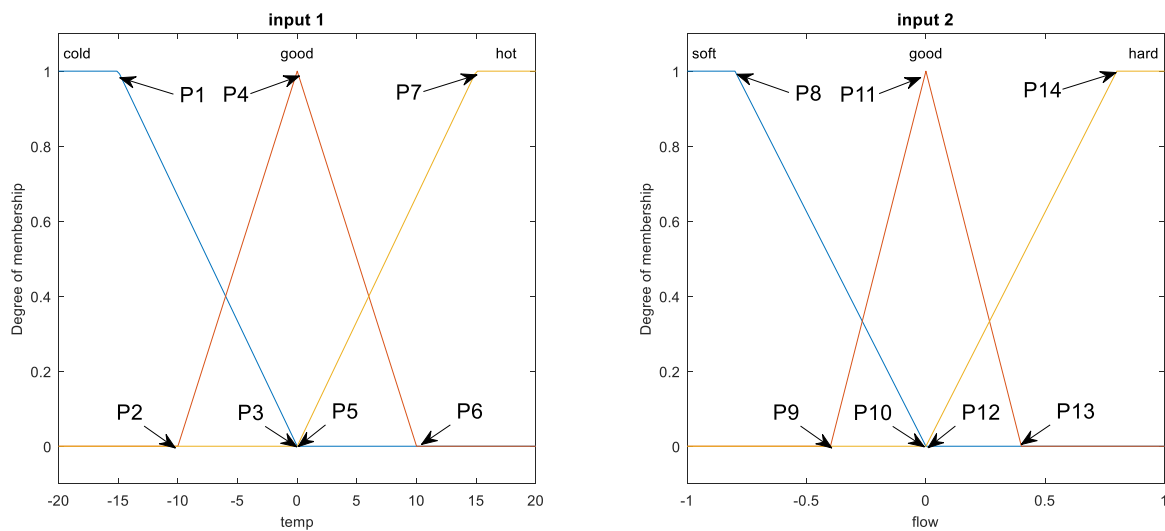 input 1
cold good hot
1
P1 P4 P7
0.8
0.6
Degree of membership
0.4
0.2
P2 P3 P5 P6
0
-20 -15 -10 -5 0 5 10 15 20
temp
input 2
soft good hard
1
P8 P11 P14
0.8
0.6
Degree of membership
0.4
0.2
P9 P10 P12 P13
0
-1 -0.5 0 0.5 1
flow